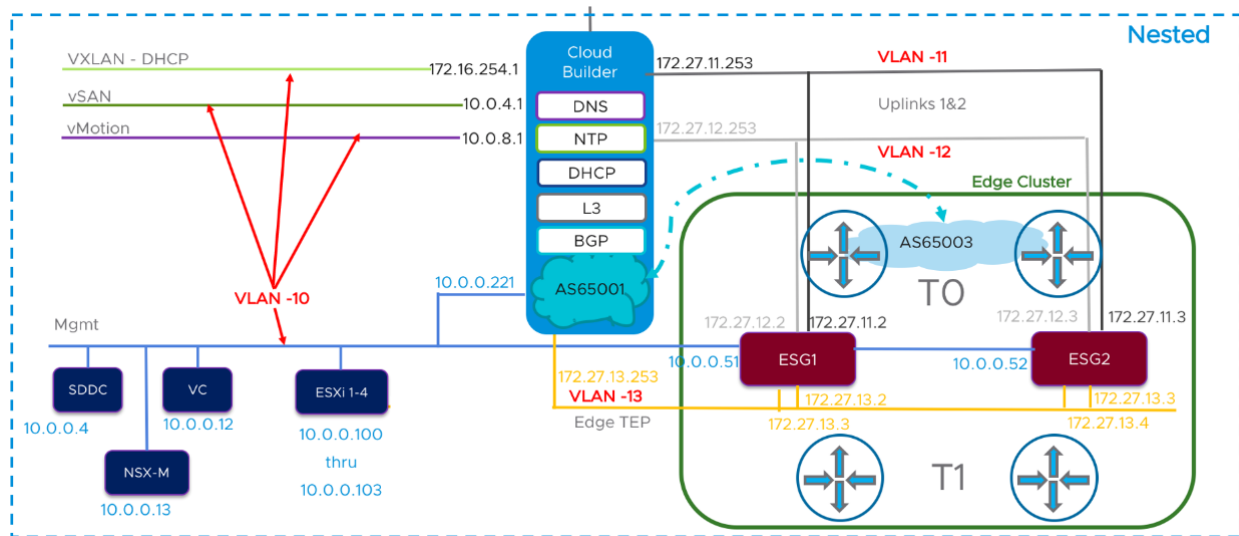 Nested
VXLAN - DHCP
172.16.254.1
vSAN
10.0.4.1
vMotion
10.0.8.1
VLAN -10
Cloud
Builder
DNS
NTP
DHCP
L3
BGP
AS65001
172.27.11.253
VLAN -11
Uplinks 1&2
172.27.12.253
VLAN -12
Edge Cluster
AS65003
T0
10.0.0.221
Mgmt
172.27.12.2
172.27.11.2
172.27.12.3
172.27.11.3
10.0.0.51
ESG1
10.0.0.52
ESG2
SDDC
10.0.0.4
VC
10.0.0.12
NSX-M
10.0.0.13
ESXi 1-4
10.0.0.100
thru
10.0.0.103
172.27.13.253
VLAN -13
Edge TEP
172.27.13.2
172.27.13.3
172.27.13.3
172.27.13.4
T1